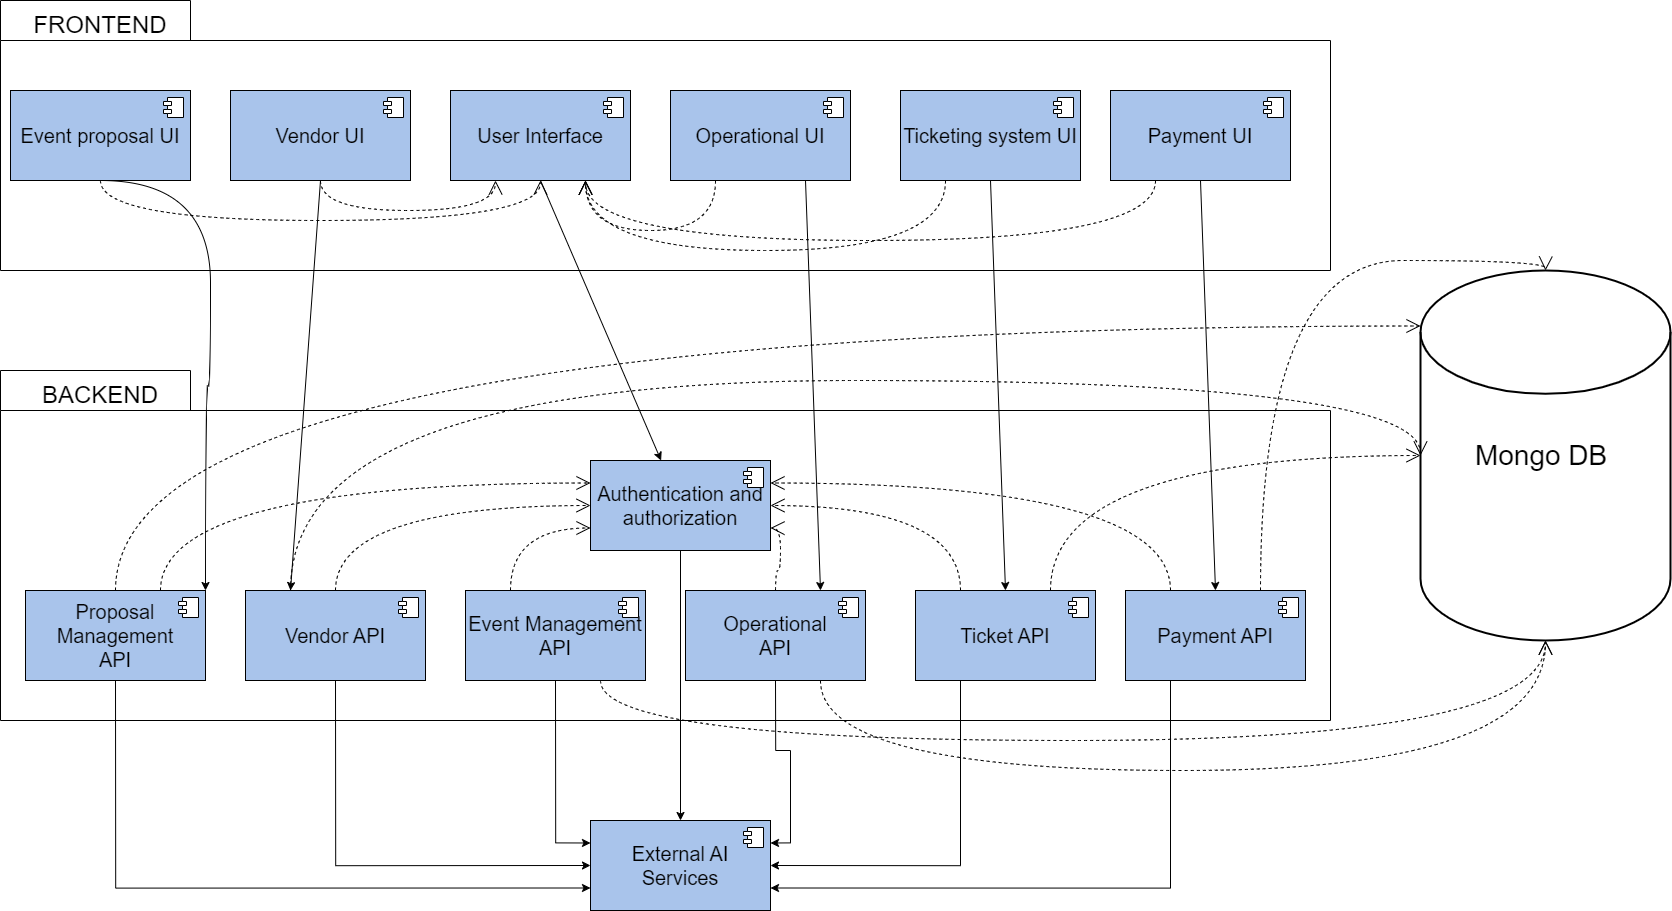 FRONTEND
Event proposal UI
Vendor UI
User Interface
Operational UI
Ticketing system UI
Payment UI
BACKEND
Mongo DB
Authentication and
authorization
Proposal
Management
API
Vendor API
Event Management
API
Operational
API
Ticket API
Payment API
External AI
Services